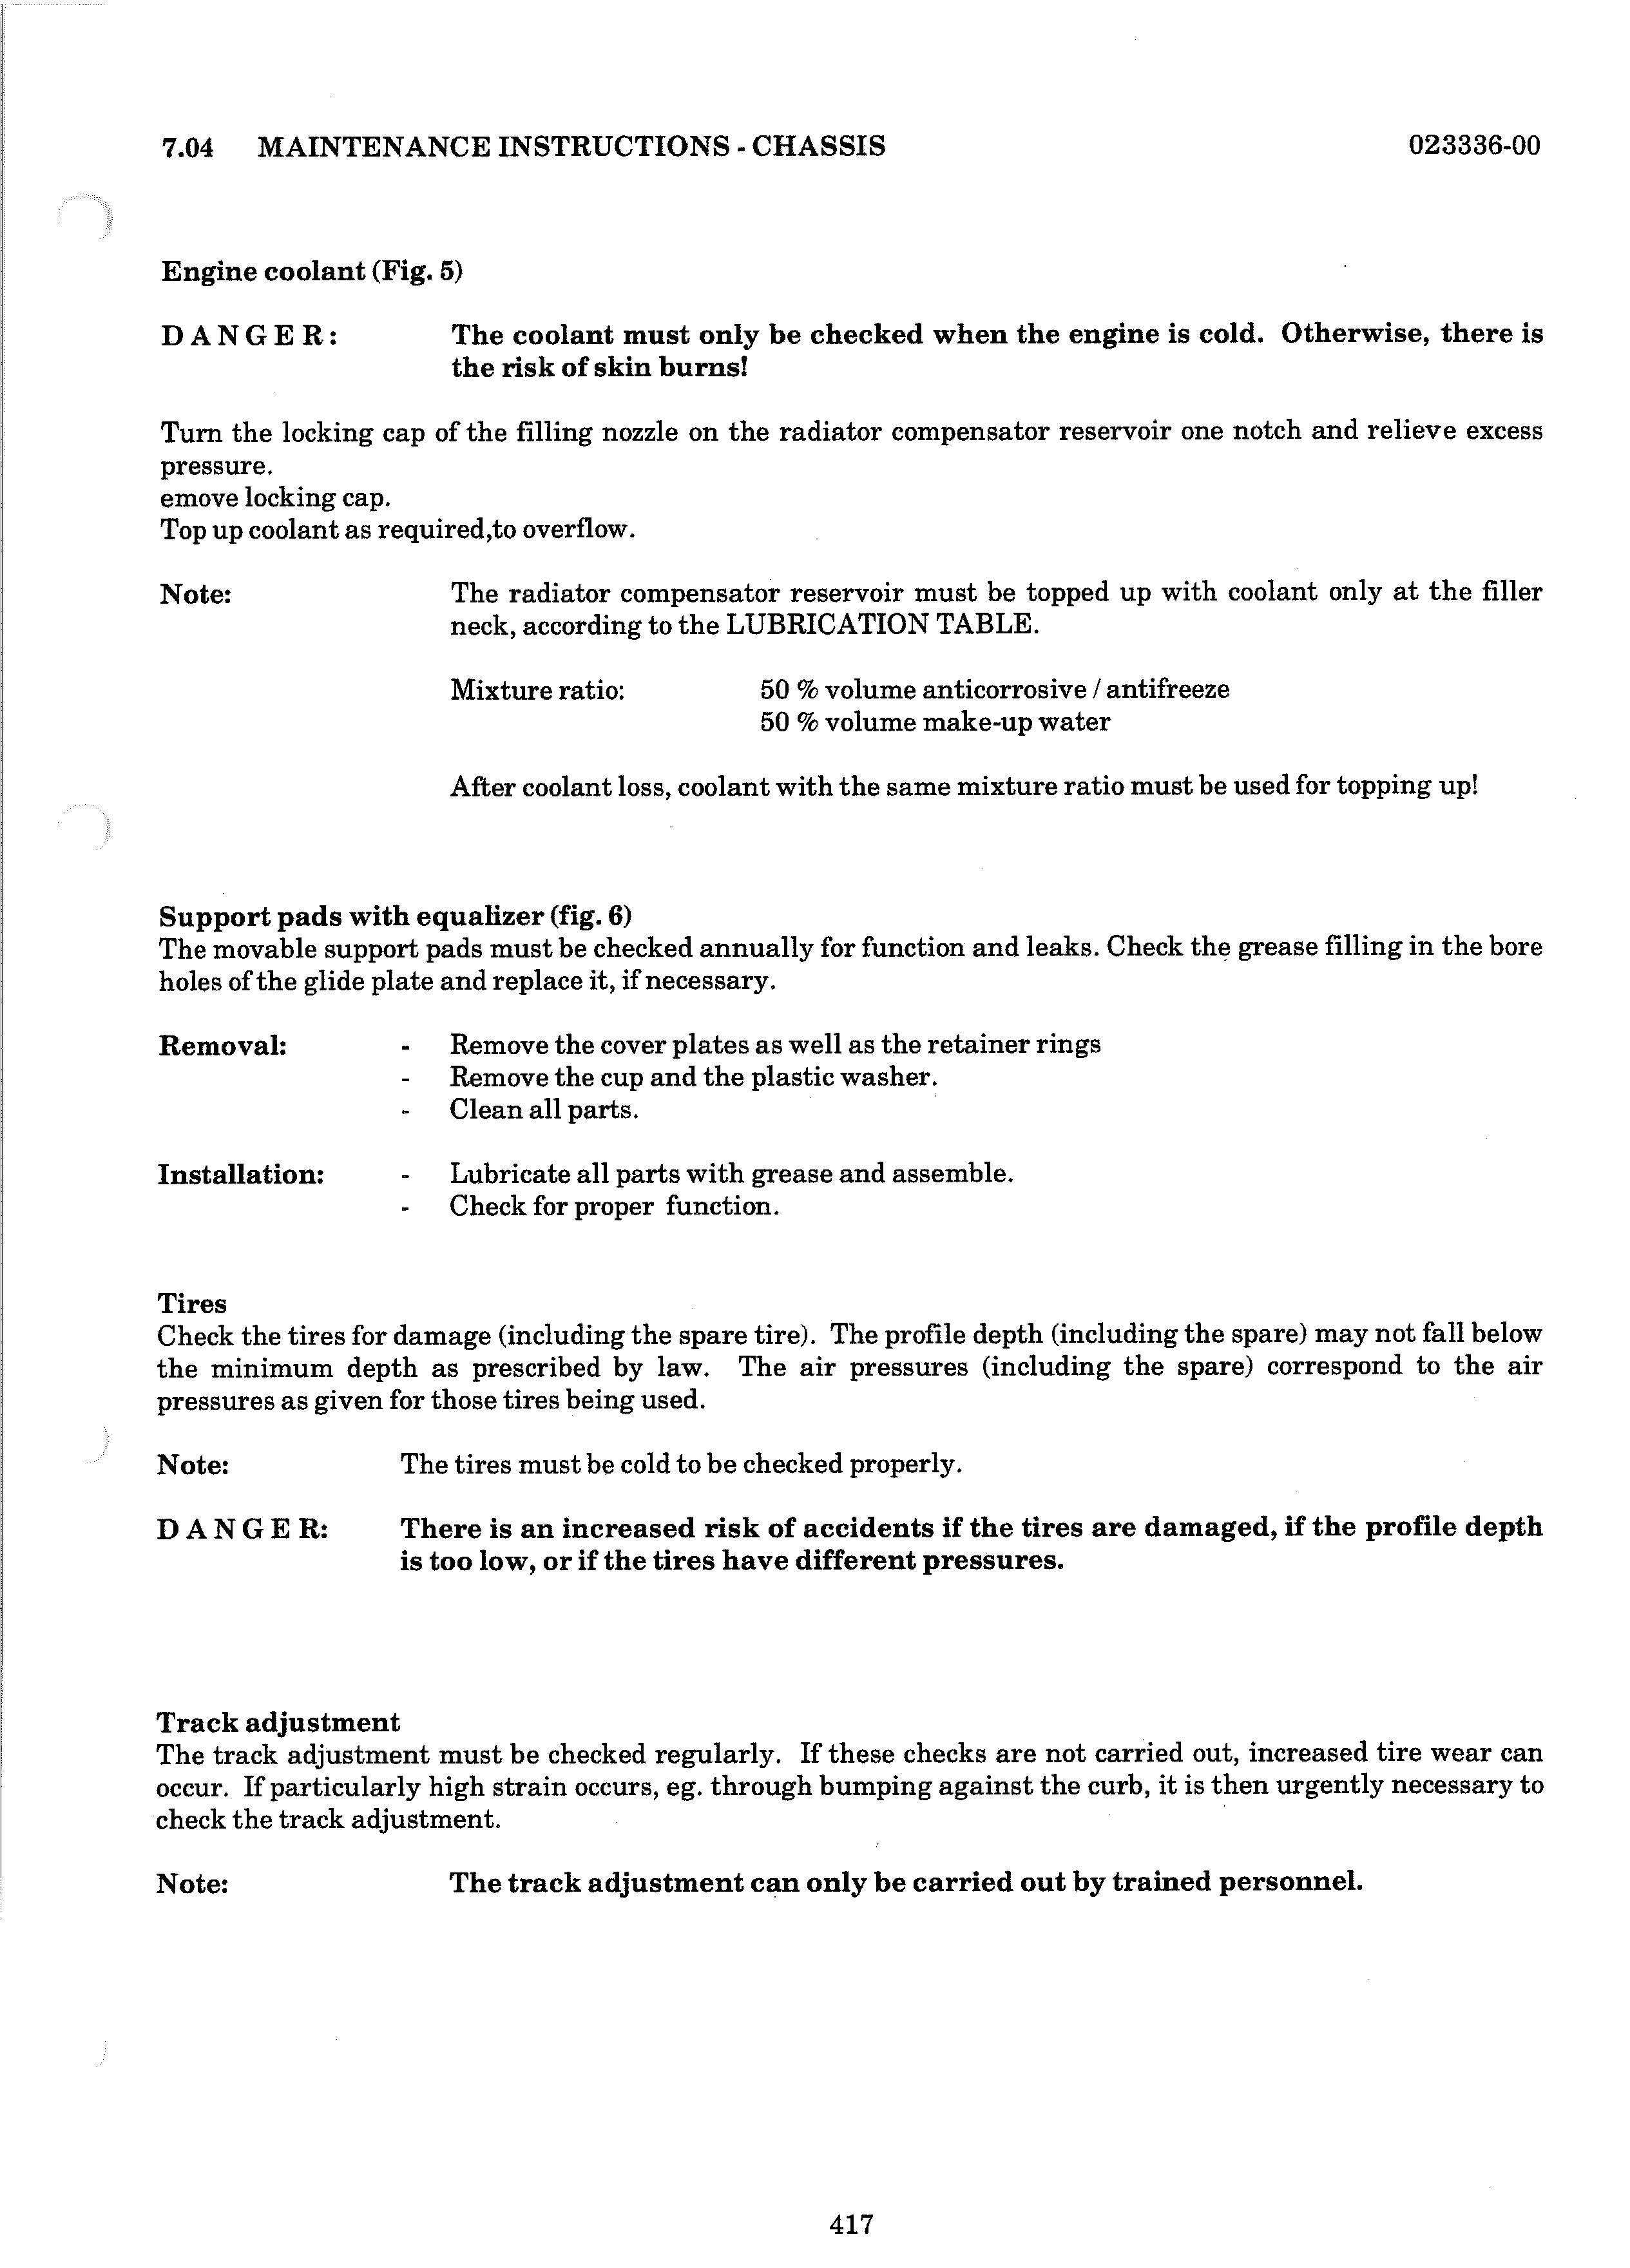 7.04 MAINTENANCE INSTRUCTIONS - CHASSIS 023336-00
Engine coolant (Fig. 5)
D A N G E R : The coolant must only be checked when the engine is cold. Otherwise, there is
the risk of skin burns!
Turn the locking cap of the filling nozzle on the radiator compensator reservoir one notch and relieve excess
pressure.
emove locking cap.
Top up coolant as required,to overflow.
Note: The radiator compensator reservoir must be topped up with coolant only at the filler
neck, according to the LUBRICATION TABLE.
Mixture ratio: 50 % volume anticorrosive / antifreeze
50 % volume make-up water
After coolant loss, coolant with the same mixture ratio must be used for topping up!
Support pads with equalizer (fig. 6)
The movable support pads must be checked annually for function and leaks. Check the grease filling in the bore
holes of the glide plate and replace it, if necessary.
Removal: - Remove the cover plates as well as the retainer rings
- Remove the cup and the plastic washer.
- Clean all parts.
Installation: - Lubricate all parts with grease and assemble.
- Check for proper function.
Tires
Check the tires for damage (including the spare tire). The profile depth (including the spare) may not fall below
the minimum depth as prescribed by law. The air pressures (including the spare) correspond to the air
pressures as given for those tires being used.
Note: The tires must be cold to be checked properly.
D A N G E R: There is an increased risk of accidents if the tires are damaged, if the profile depth
is too low, or if the tires have different pressures.
Track adjustment
The track adjustment must be checked regularly. If these checks are not carried out, increased tire wear can
occur. If particularly high strain occurs, eg. through bumping against the curb, it is then urgently necessary to
check the track adjustment.
Note: The track adjustment can only be carried out by trained personnel.
417